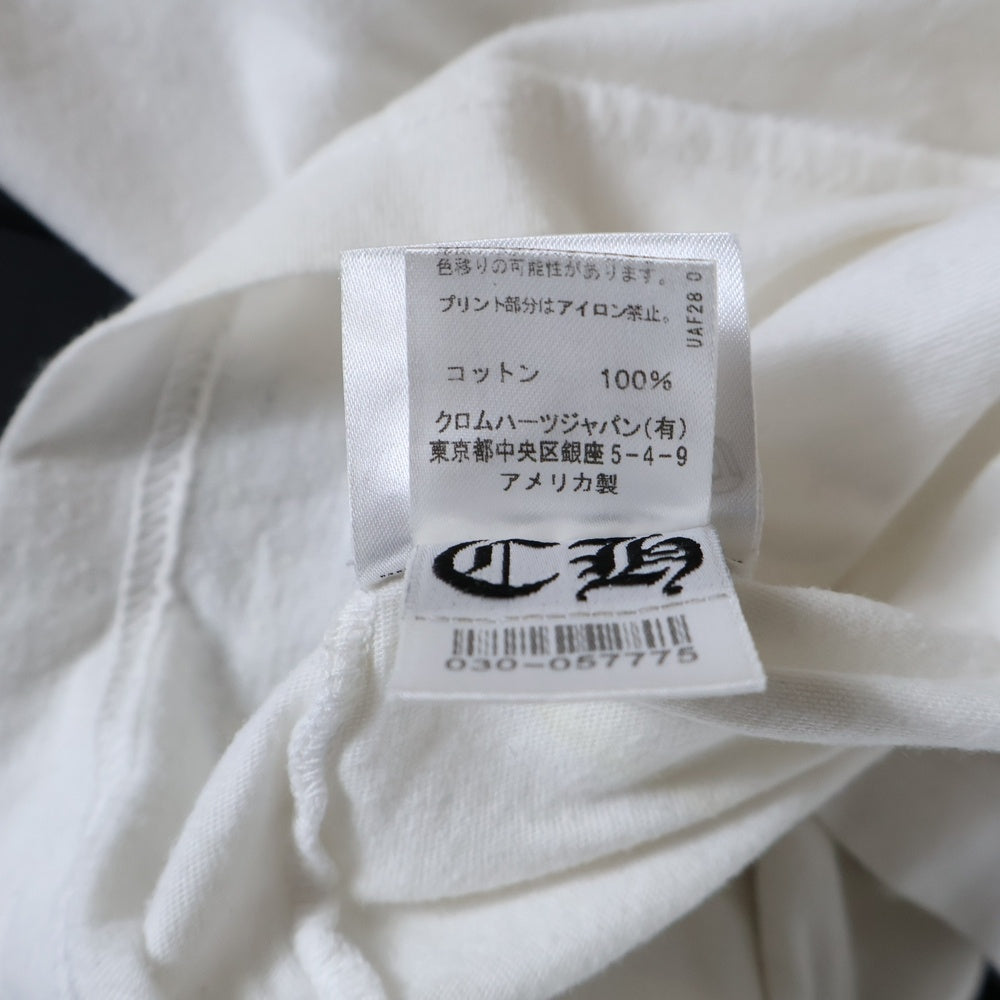 色移りの可能性があります。
プリント部分はアイロン禁止。
UAF28 0
コットン 100%
クロムハーツジャパン(有)
東京都中央区銀座5-4-9
アメリカ製
CH
030-057775